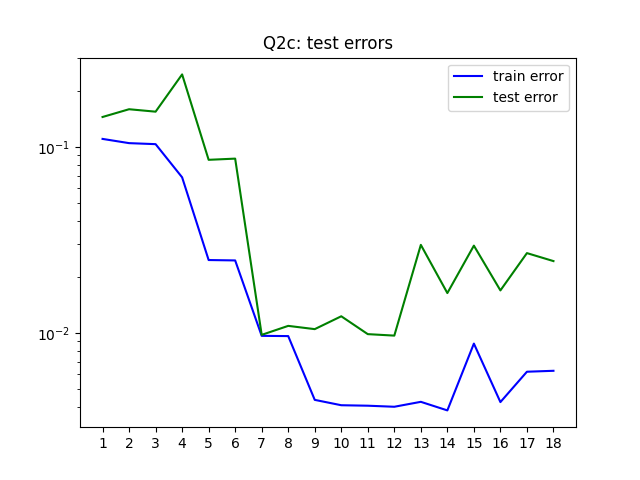 Q2c: test errors
train error
test error
10⁻¹
10⁻²
1 2 3 4 5 6 7 8 9 10 11 12 13 14 15 16 17 18